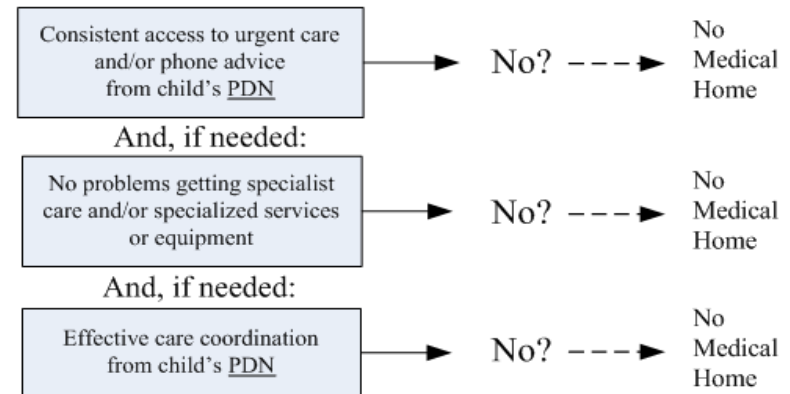 Consistent access to urgent care
and/or phone advice
from child's PDN
No?
No
Medical
Home
And, if needed:
No problems getting specialist
care and/or specialized services
or equipment
No?
No
Medical
Home
And, if needed:
Effective care coordination
from child's PDN
No?
No
Medical
Home